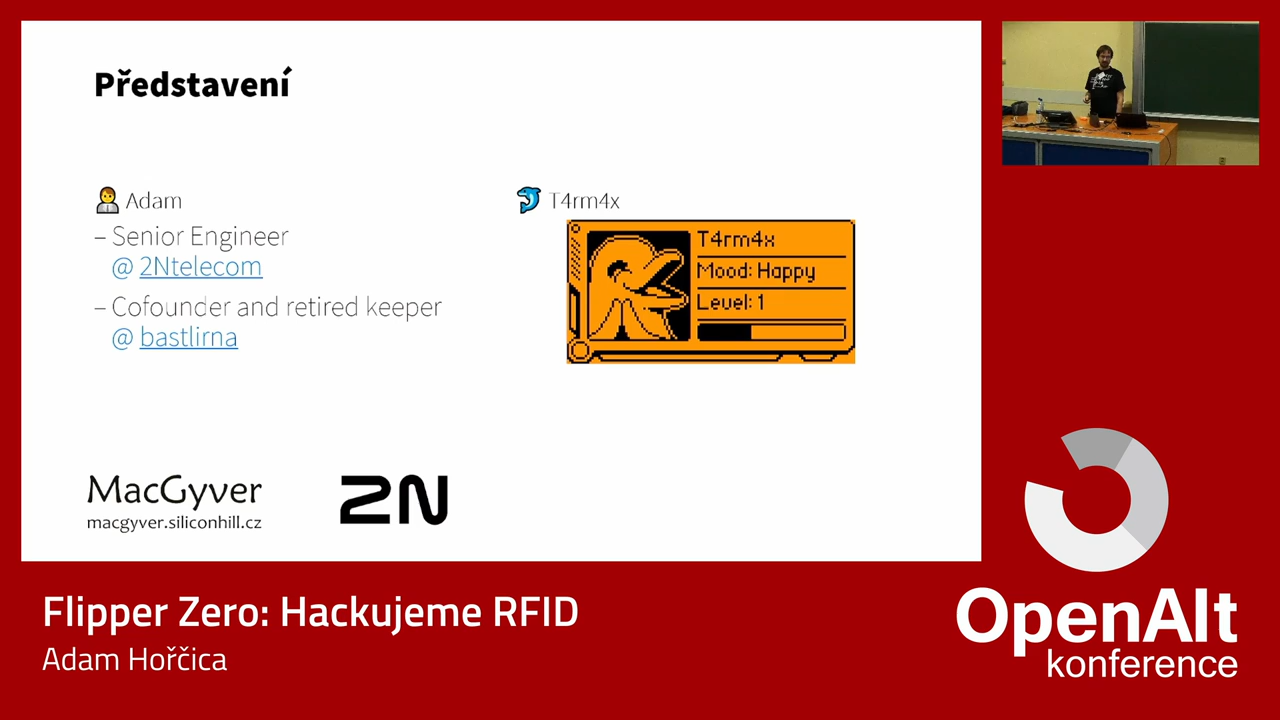 Představení
Adam
– Senior Engineer
@ 2Ntelecom
– Cofounder and retired keeper
@ bastlirna
T4rm4x
T4rm4x
Mood: Happy
Level: 1
MacGyver
macgyver.siliconhill.cz
2N
Flipper Zero: Hackujeme RFID
Adam Hořčica
OpenAlt
konference